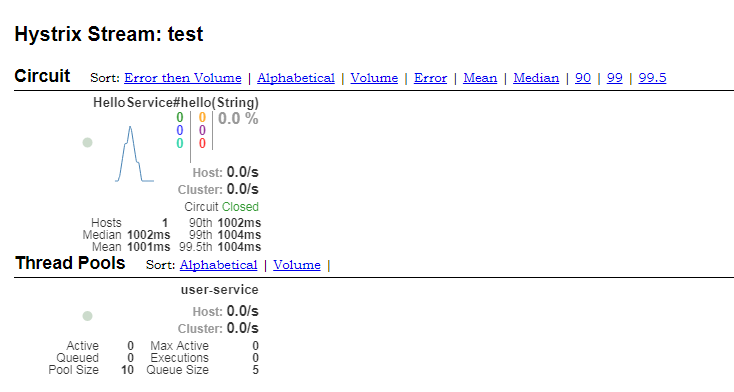 Hystrix Stream: test
Circuit Sort: Error then Volume | Alphabetical | Volume | Error | Mean | Median | 90 | 99 | 99.5
HelloService#hello(String)
0 0 0.0 %
0 0
0 0
Host: 0.0/s
Cluster: 0.0/s
Circuit Closed
Hosts 1 90th 1002ms
Median 1002ms 99th 1004ms
Mean 1001ms 99.5th 1004ms
Thread Pools Sort: Alphabetical | Volume |
user-service
Host: 0.0/s
Cluster: 0.0/s
Active 0 Max Active 0
Queued 0 Executions 0
Pool Size 10 Queue Size 5